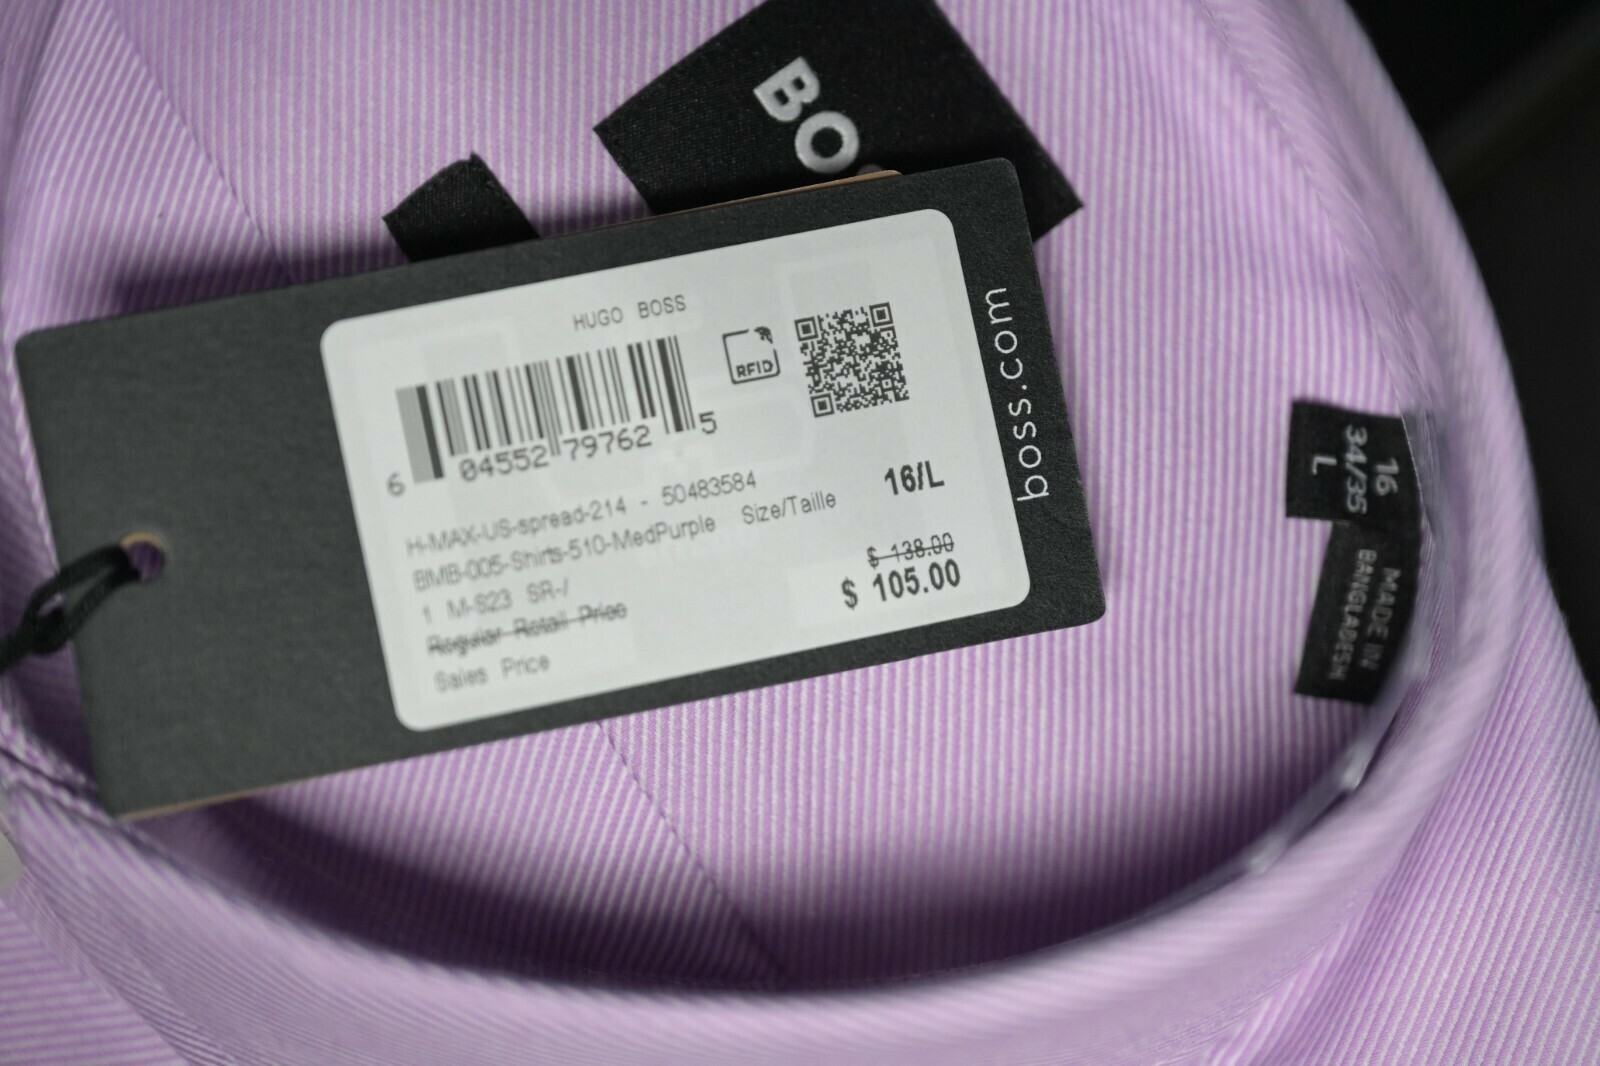 BO
HUGO BOSS
RFID
6 04552 79762 5
H-MAX-US-spread-214 - 50483584
BMB-005-Shirts-510-MedPurple Size/Taille 16/L
1 M-S23 SR-/
Regular Retail Price $ 138.00
Sales Price $ 105.00
boss.com
16
34/35
L
MADE IN
BANGLADESH